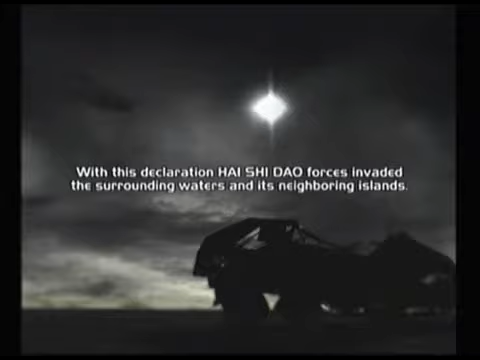 With this declaration HAI SHI DAO forces invaded
the surrounding waters and its neighboring islands.